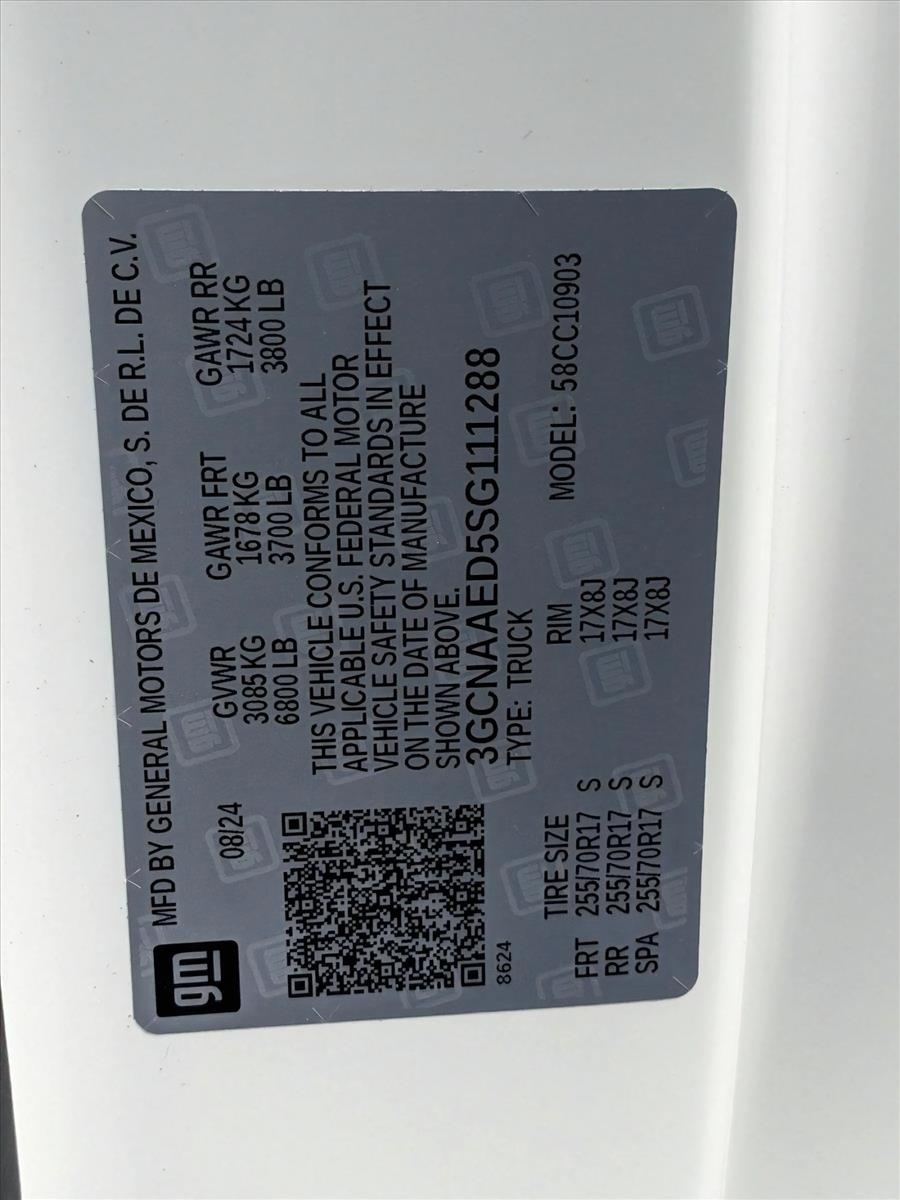 gm MFD BY GENERAL MOTORS DE MEXICO, S. DE R.L. DE C.V.
08/24 GVWR GAWR FRT GAWR RR
3085 KG 1678 KG 1724 KG
6800 LB 3700 LB 3800 LB
THIS VEHICLE CONFORMS TO ALL
APPLICABLE U.S. FEDERAL MOTOR
VEHICLE SAFETY STANDARDS IN EFFECT
ON THE DATE OF MANUFACTURE
SHOWN ABOVE.
3GCNAAED5SG111288
8624 TYPE: TRUCK
TIRE SIZE RIM MODEL: 58CC10903
FRT 255/70R17 S 17X8J
RR 255/70R17 S 17X8J
SPA 255/70R17 S 17X8J